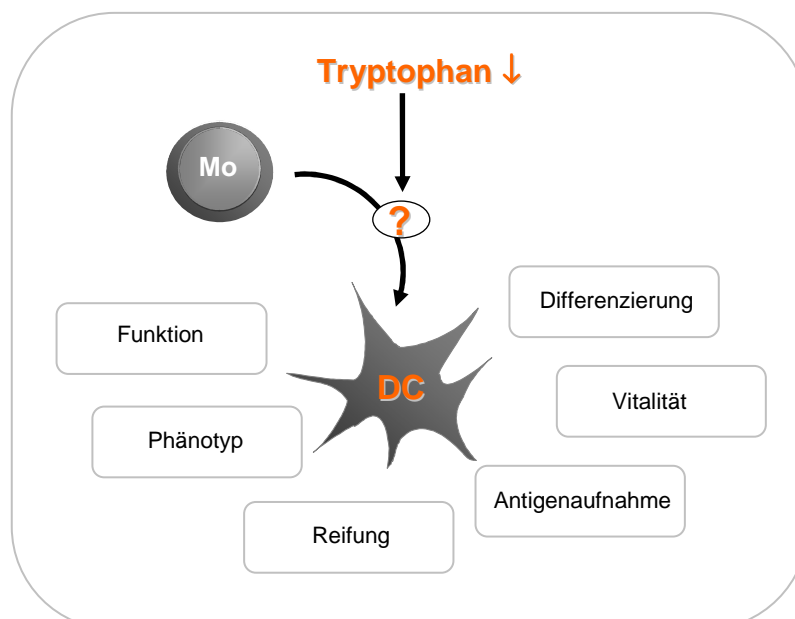 Tryptophan ↓
Mo
?
Differenzierung
Funktion
DC
Vitalität
Phänotyp
Antigenaufnahme
Reifung